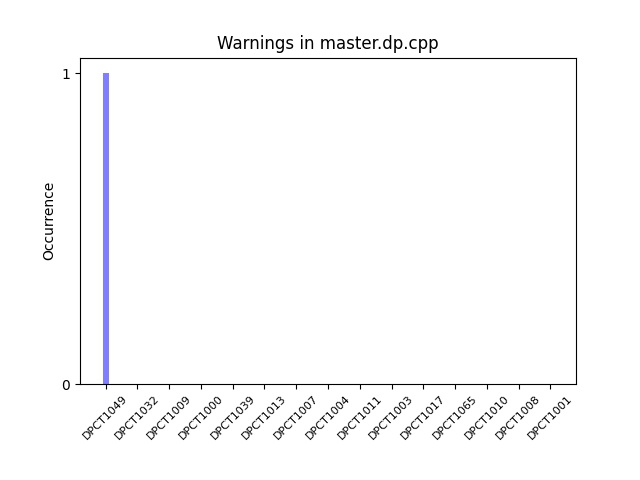 Warnings in master.dp.cpp
Occurrence
1
0
DPCT1049
DPCT1032
DPCT1009
DPCT1000
DPCT1039
DPCT1013
DPCT1007
DPCT1004
DPCT1011
DPCT1003
DPCT1017
DPCT1065
DPCT1010
DPCT1008
DPCT1001